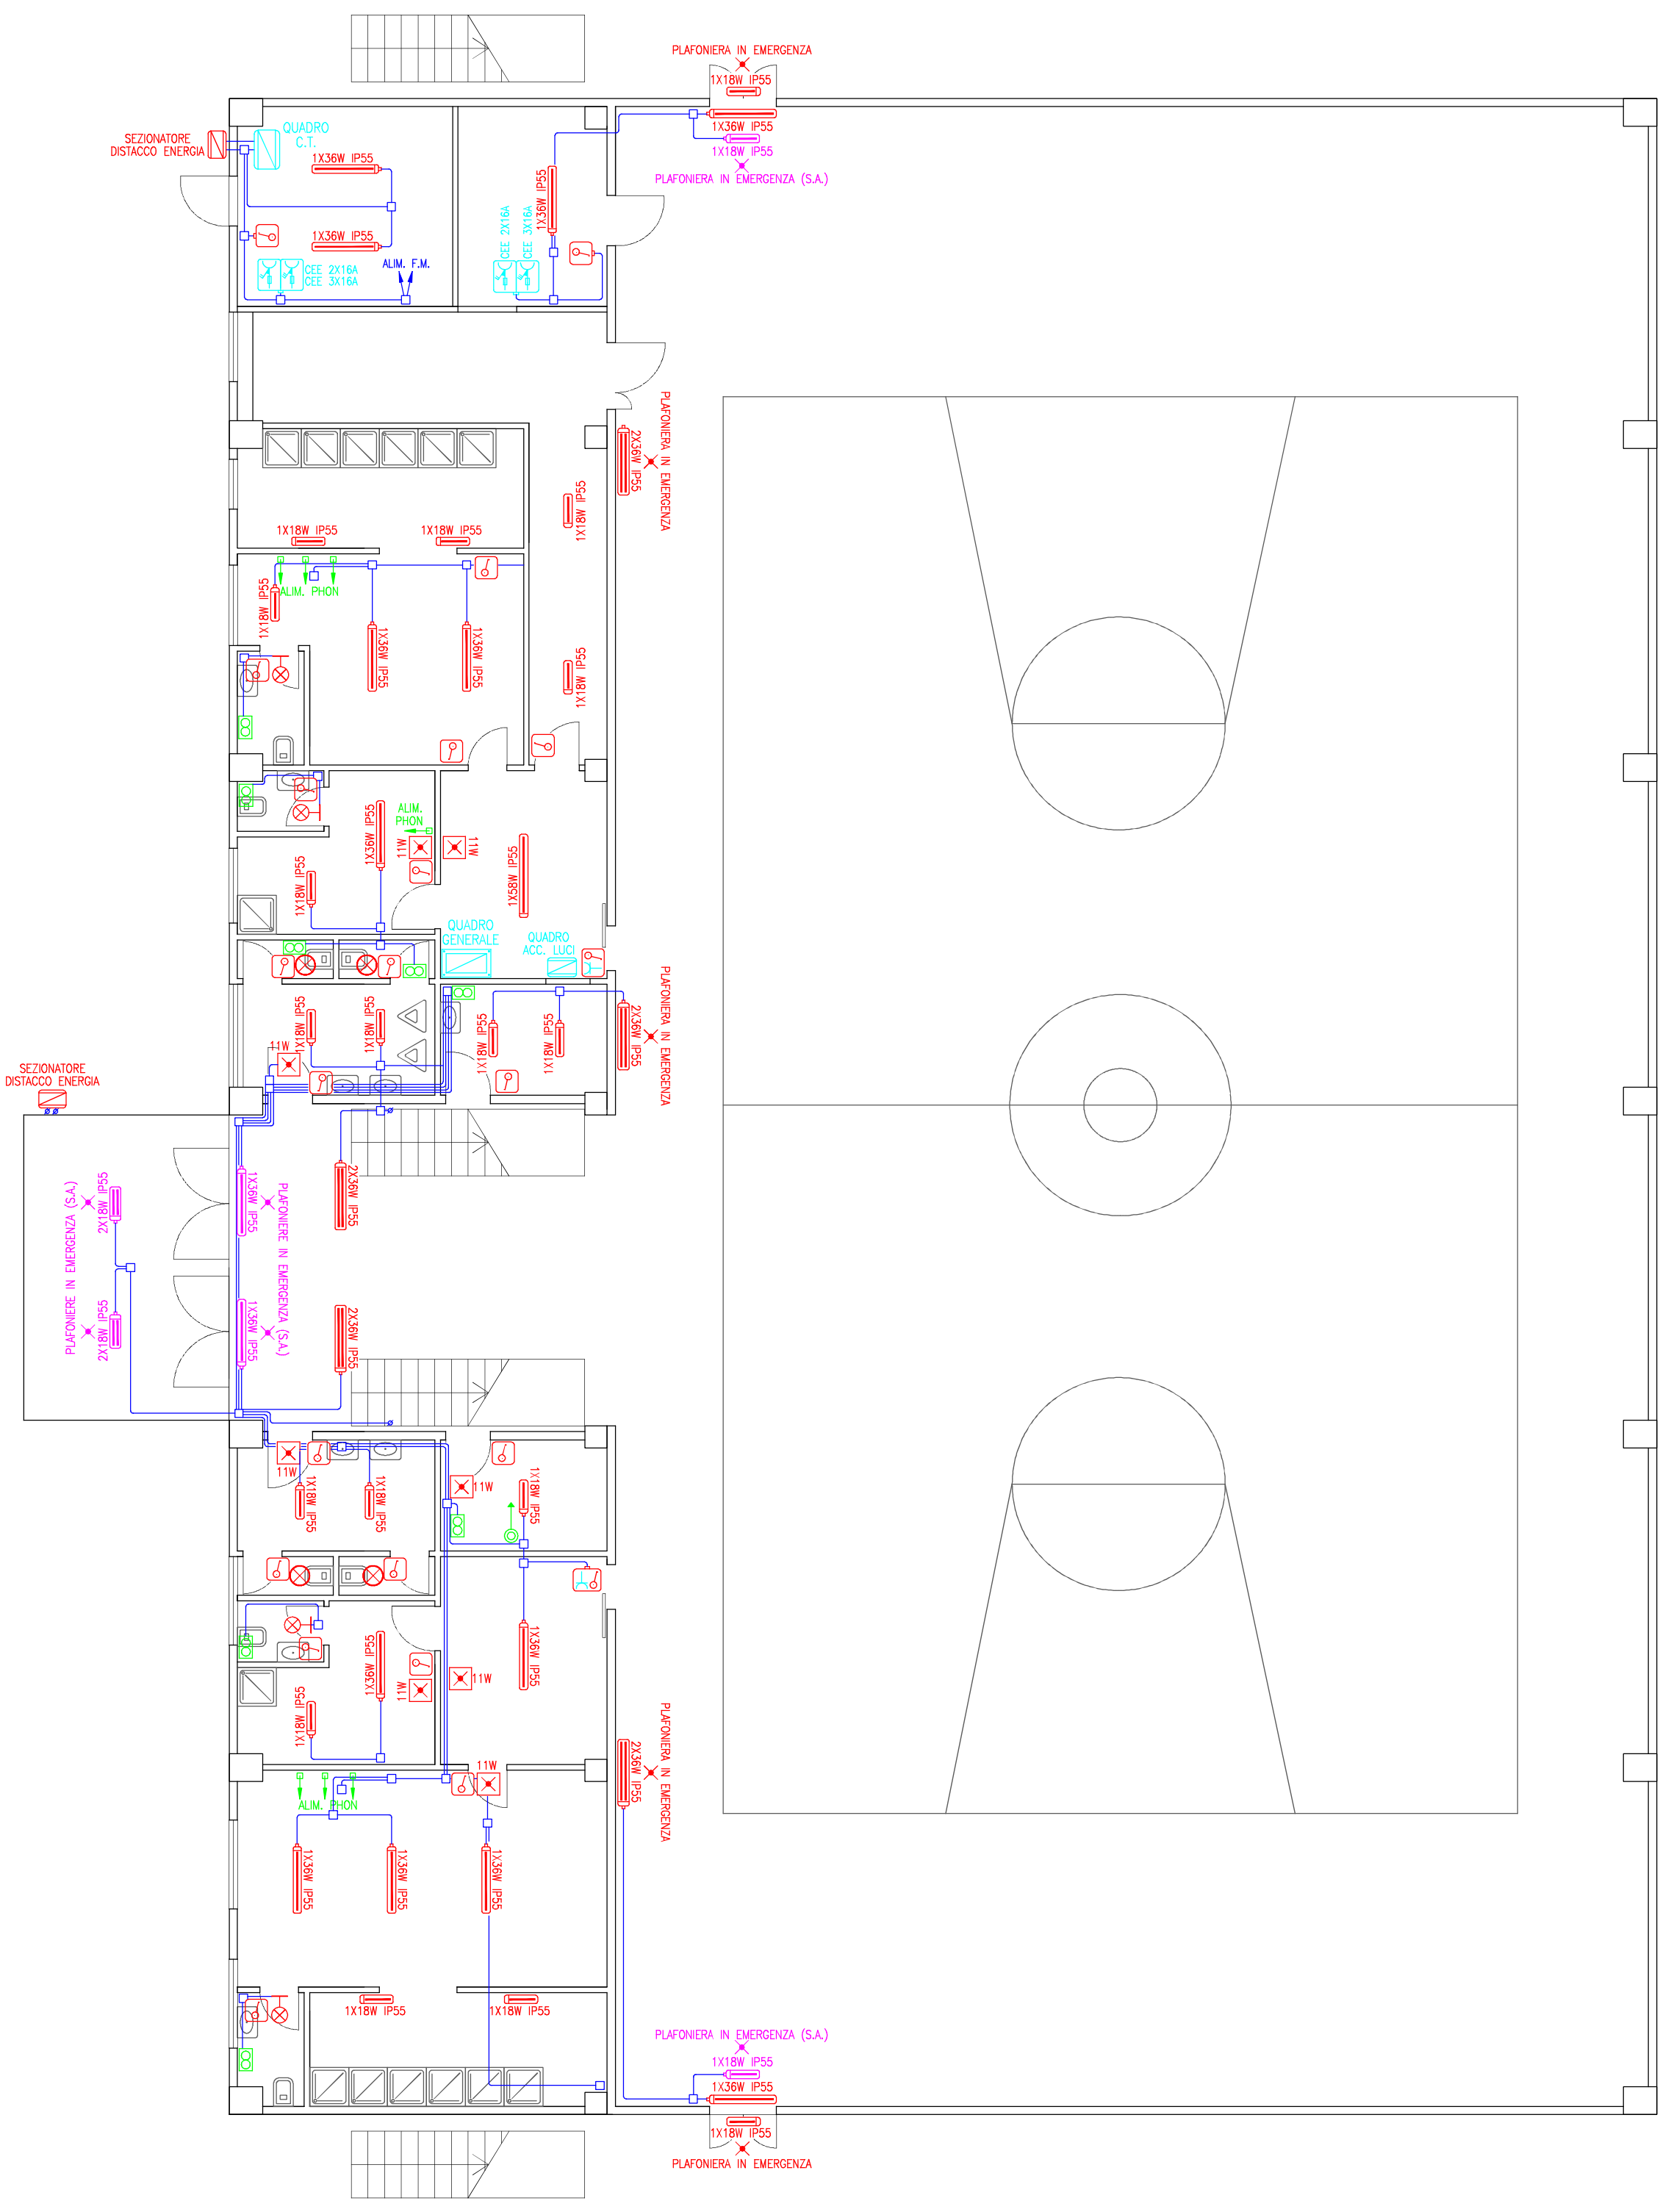 PLAFONIERA IN EMERGENZA
1X18W IP55
1X36W IP55
1X18W IP55
PLAFONIERA IN EMERGENZA (S.A.)
SEZIONATORE
DISTACCO ENERGIA
QUADRO
C.T.
1X36W IP55
1X36W IP55
1X36W IP55
CEE 2X16A
CEE 3X16A
CEE 2X16A
CEE 3X16A
ALIM. F.M.
PLAFONIERA IN EMERGENZA
2X36W IP55
1X18W IP55
1X18W IP55
1X18W IP55
ALIM. PHON
1X18W IP55
1X36W IP55
1X36W IP55
1X18W IP55
ALIM.
PHON
1X36W IP55
11W
11W
1X58W IP55
1X18W IP55
QUADRO
GENERALE
QUADRO
ACC. LUCI
PLAFONIERA IN EMERGENZA
2X36W IP55
1X18W IP55
1X18W IP55
1X18W IP55
1X18W IP55
11W
SEZIONATORE
DISTACCO ENERGIA
PLAFONIERE IN EMERGENZA (S.A.)
2X18W IP55
2X18W IP55
1X36W IP55
1X36W IP55
PLAFONIERE IN EMERGENZA (S.A.)
2X36W IP55
2X36W IP55
11W
1X18W IP55
1X18W IP55
11W
1X18W IP55
1X36W IP55
1X36W IP55
11W
11W
1X18W IP55
PLAFONIERA IN EMERGENZA
2X36W IP55
11W
ALIM. PHON
1X36W IP55
1X36W IP55
1X36W IP55
1X18W IP55
1X18W IP55
PLAFONIERA IN EMERGENZA (S.A.)
1X18W IP55
1X36W IP55
1X18W IP55
PLAFONIERA IN EMERGENZA